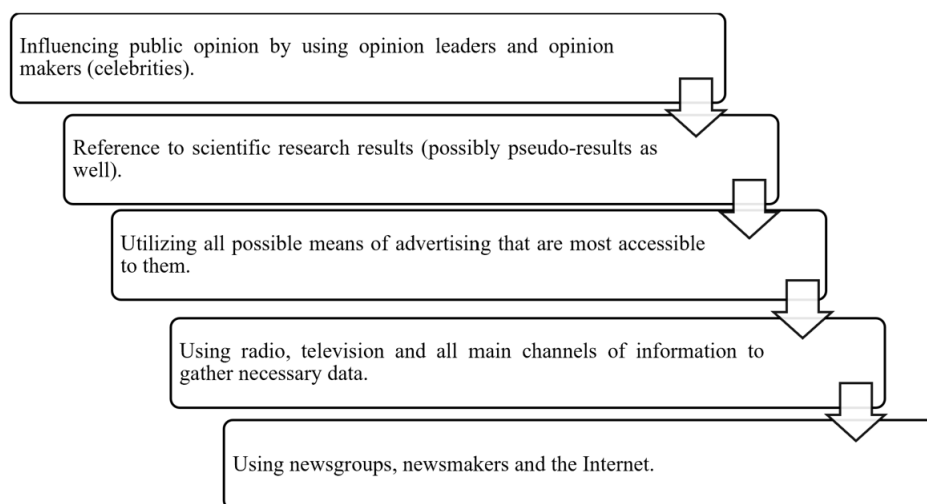 Influencing public opinion by using opinion leaders and opinion
makers (celebrities).
Reference to scientific research results (possibly pseudo-results as
well).
Utilizing all possible means of advertising that are most accessible
to them.
Using radio, television and all main channels of information to
gather necessary data.
Using newsgroups, newsmakers and the Internet.